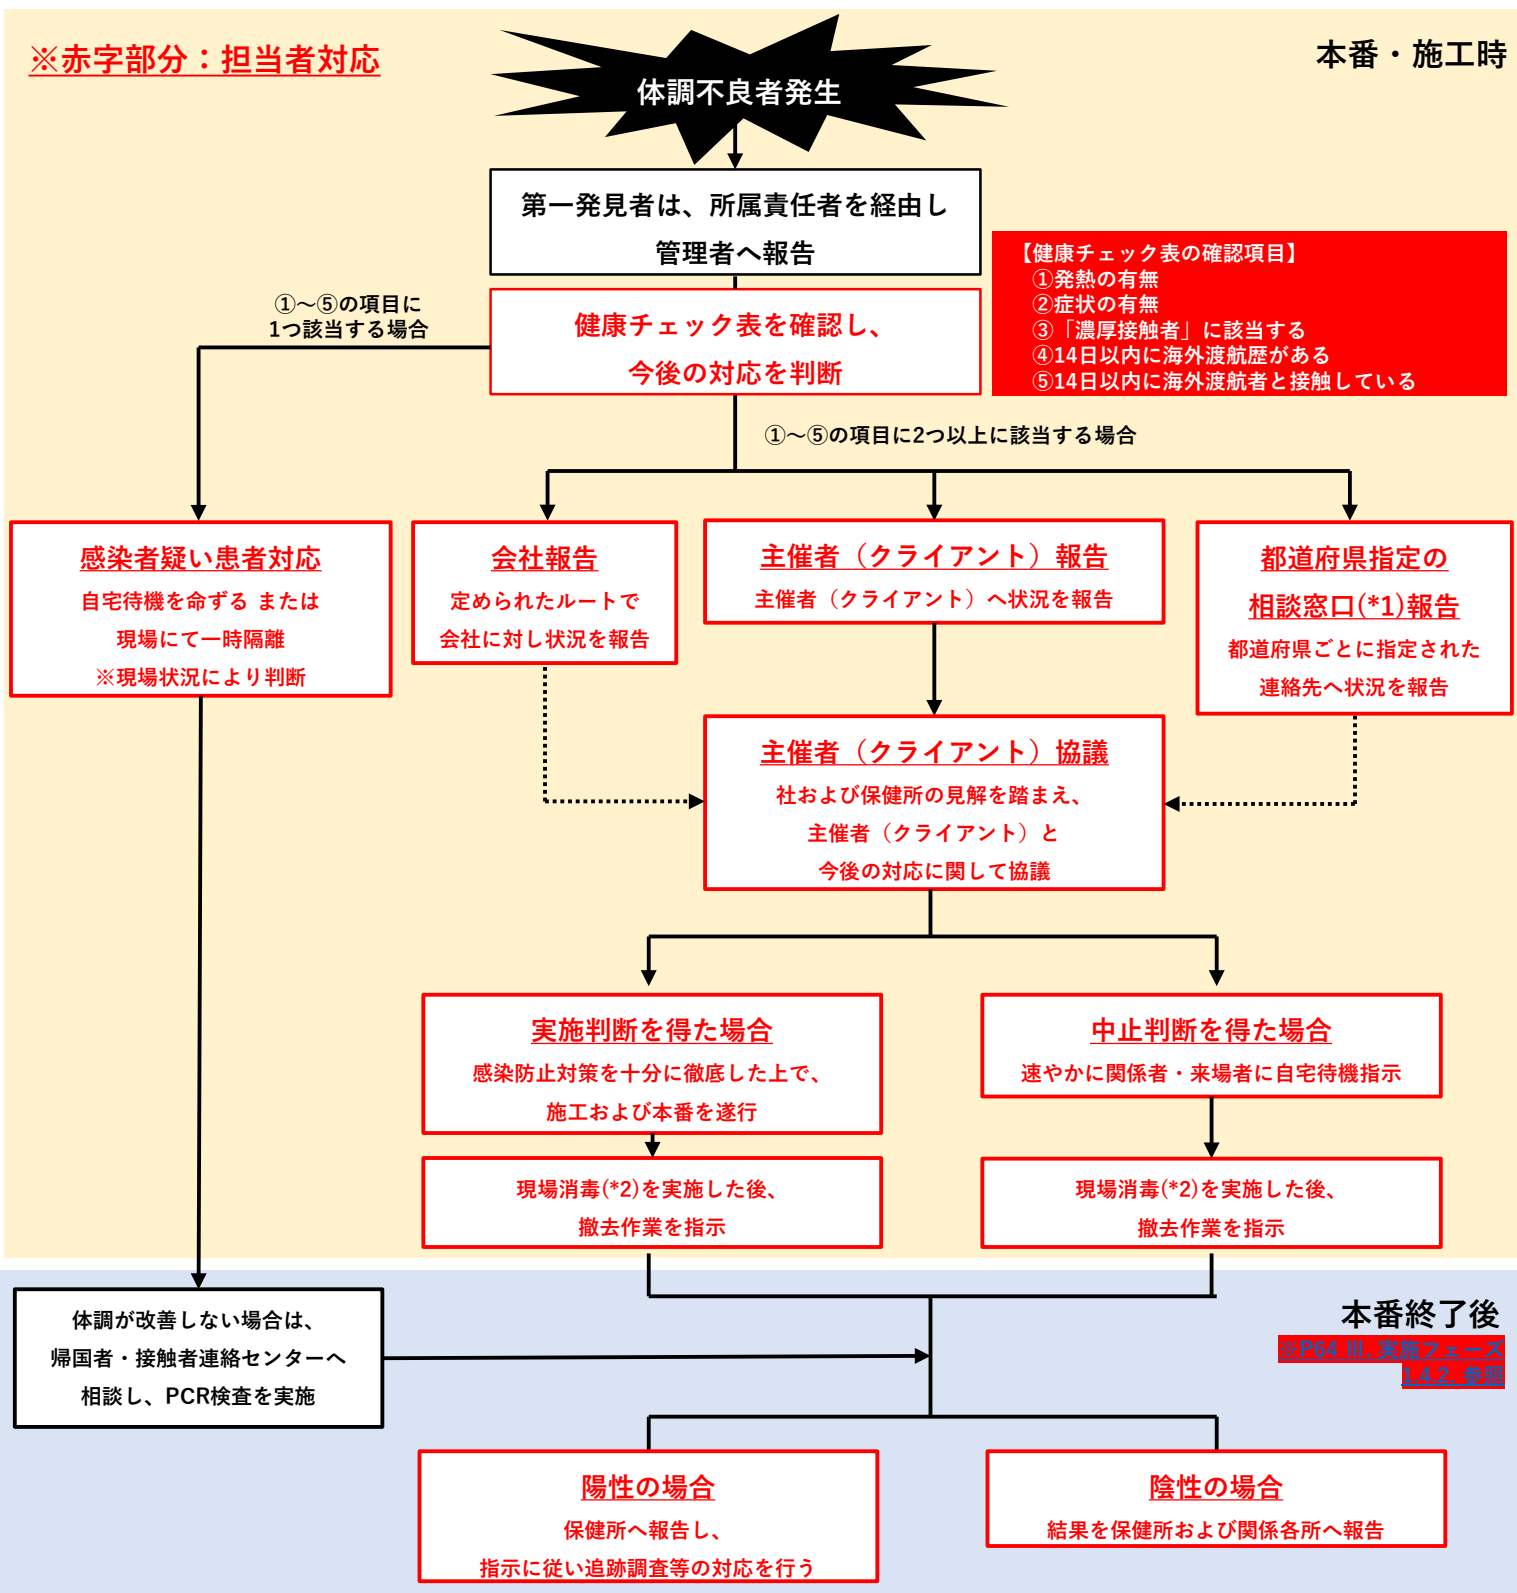 ※赤字部分：担当者対応
本番・施工時
体調不良者発生
第一発見者は、所属責任者を経由し
管理者へ報告
【健康チェック表の確認項目】
①発熱の有無
②症状の有無
③「濃厚接触者」に該当する
④14日以内に海外渡航歴がある
⑤14日以内に海外渡航者と接触している
①～⑤の項目に
1つ該当する場合
健康チェック表を確認し、
今後の対応を判断
①～⑤の項目に2つ以上に該当する場合
感染者疑い患者対応
自宅待機を命ずる または
現場にて一時隔離
※現場状況により判断
会社報告
定められたルートで
会社に対し状況を報告
主催者（クライアント）報告
主催者（クライアント）へ状況を報告
都道府県指定の
相談窓口(*1)報告
都道府県ごとに指定された
連絡先へ状況を報告
主催者（クライアント）協議
社および保健所の見解を踏まえ、
主催者（クライアント）と
今後の対応に関して協議
実施判断を得た場合
感染防止対策を十分に徹底した上で、
施工および本番を遂行
中止判断を得た場合
速やかに関係者・来場者に自宅待機指示
現場消毒(*2)を実施した後、
撤去作業を指示
現場消毒(*2)を実施した後、
撤去作業を指示
体調が改善しない場合は、
帰国者・接触者連絡センターへ
相談し、PCR検査を実施
本番終了後
※P64 Ⅲ. 実施フェーズ
1.4.2. 参照
陽性の場合
保健所へ報告し、
指示に従い追跡調査等の対応を行う
陰性の場合
結果を保健所および関係各所へ報告